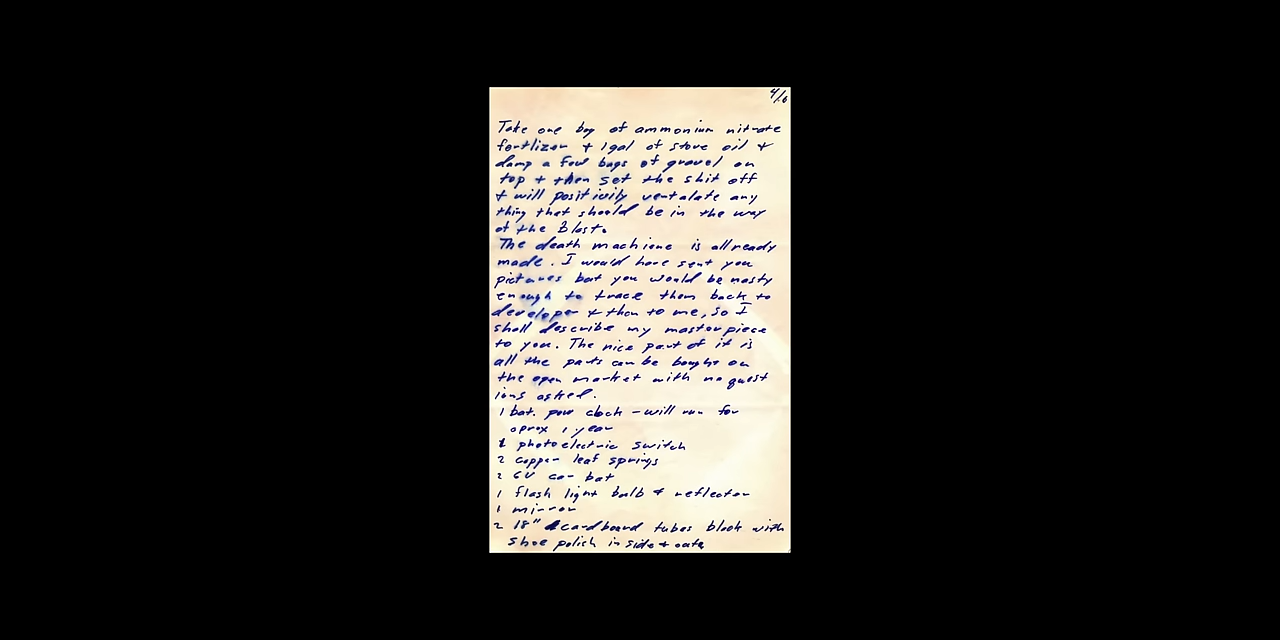 4/6
Take one bag of ammonium nitrate
fertlizer + 1gal of stove oil &
dump a few bags of gravel on
top + then set the shit off
+ will positivily ventalate any
thing that should be in the way
of the Blast.
The death machiene is allready
made. I would have sent you
pictures but you would be nasty
enough to trace them back to
developer + then to me, so I
shall describe my masterpiece
to you. The nice part of it is
all the parts can be bought on
the open market with no quest
ions asked.
1 bat. pow clock - will run for
aprox 1 year
1 photoelectric switch
2 copper leaf springs
2 6V car bat
1 flash light bulb & reflector
1 mirror
2 18" cardboard tubes black with
shoe polish in side + oute